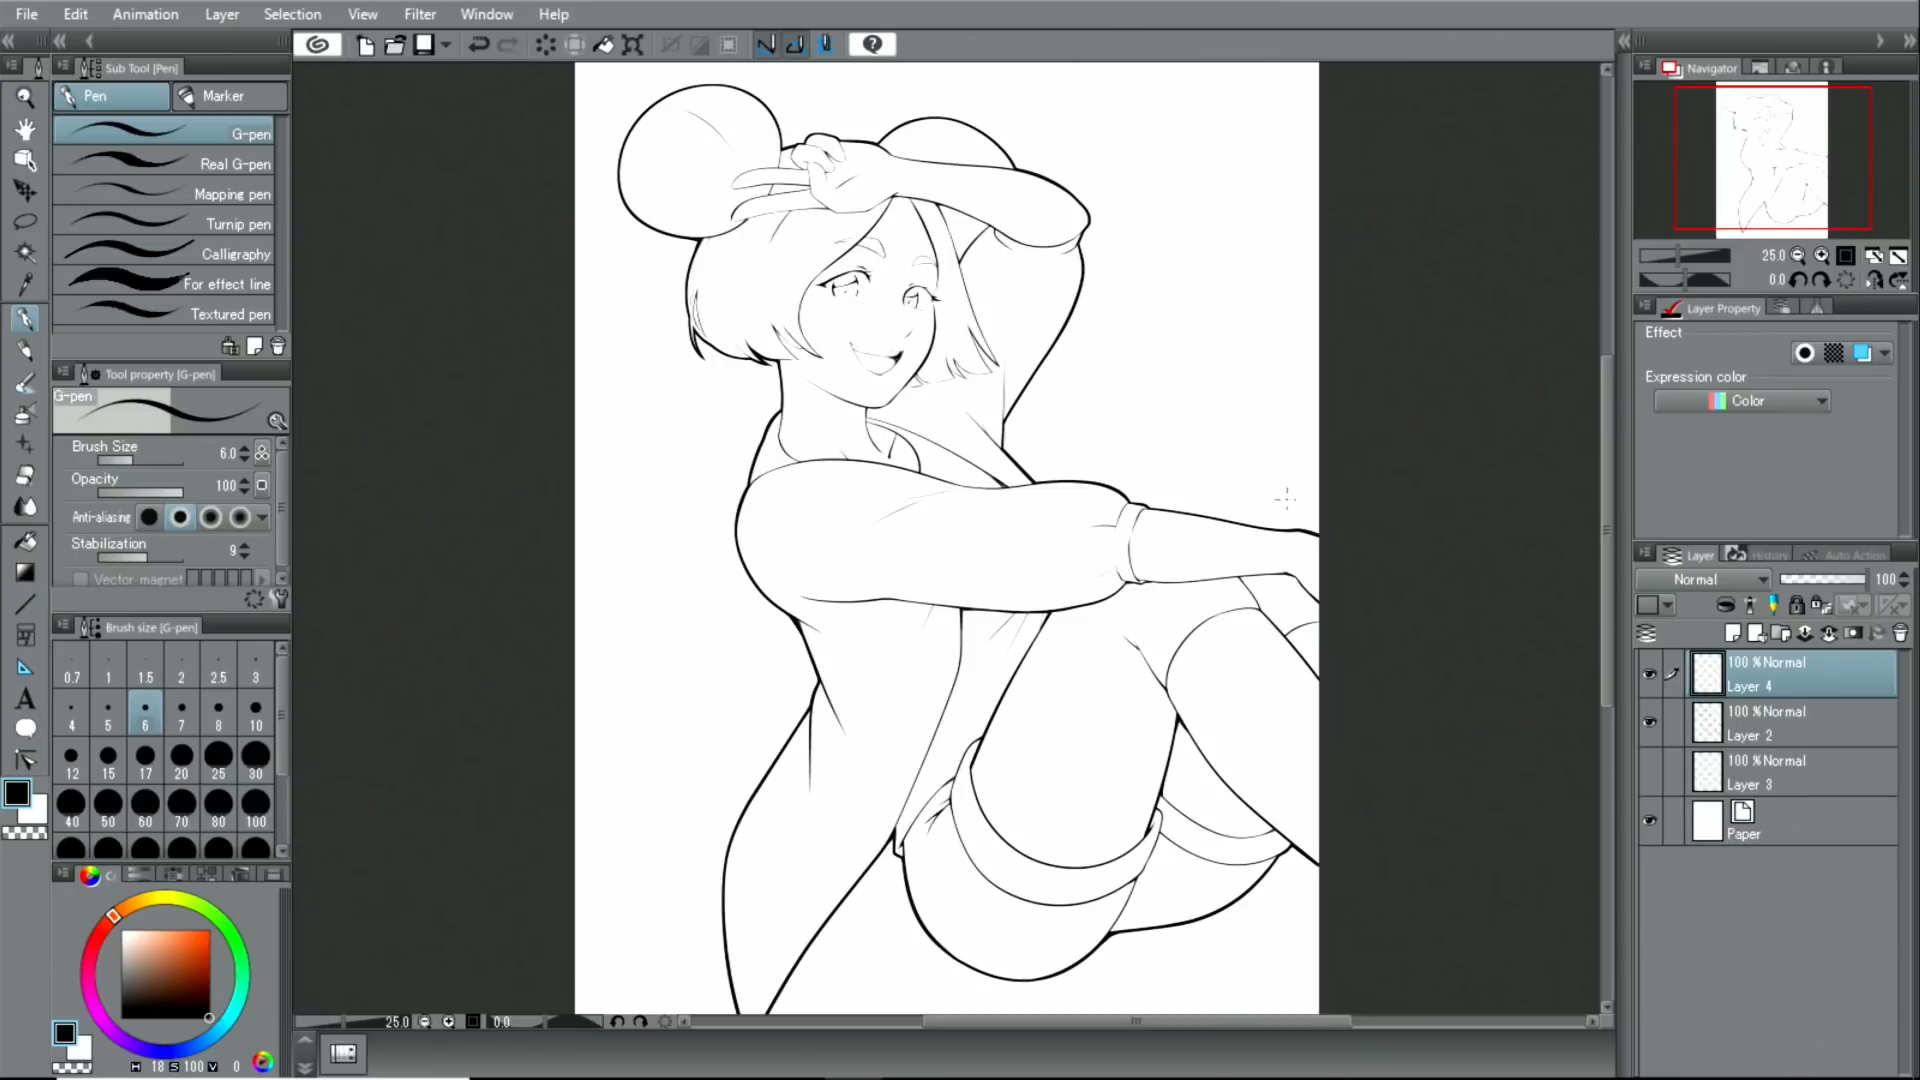 File Edit Animation Layer Selection View Filter Window Help
Sub Tool [Pen]
Pen Marker
G-pen
Real G-pen
Mapping pen
Turnip pen
Calligraphy
For effect line
Textured pen
Tool property [G-pen]
G-pen
Brush Size 6.0
Opacity 100
Anti-aliasing
Stabilization 9
Vector magnet
Brush size [G-pen]
0.7 1 1.5 2 2.5 3
4 5 6 7 8 10
12 15 17 20 25 30
40 50 60 70 80 100
H 18 S 100 V 0
25.0 0.0
Navigator
25.0
0.0
Layer Property
Effect
Expression color
Color
Layer History Auto Action
Normal 100
100 % Normal
Layer 4
100 % Normal
Layer 2
100 % Normal
Layer 3
Paper